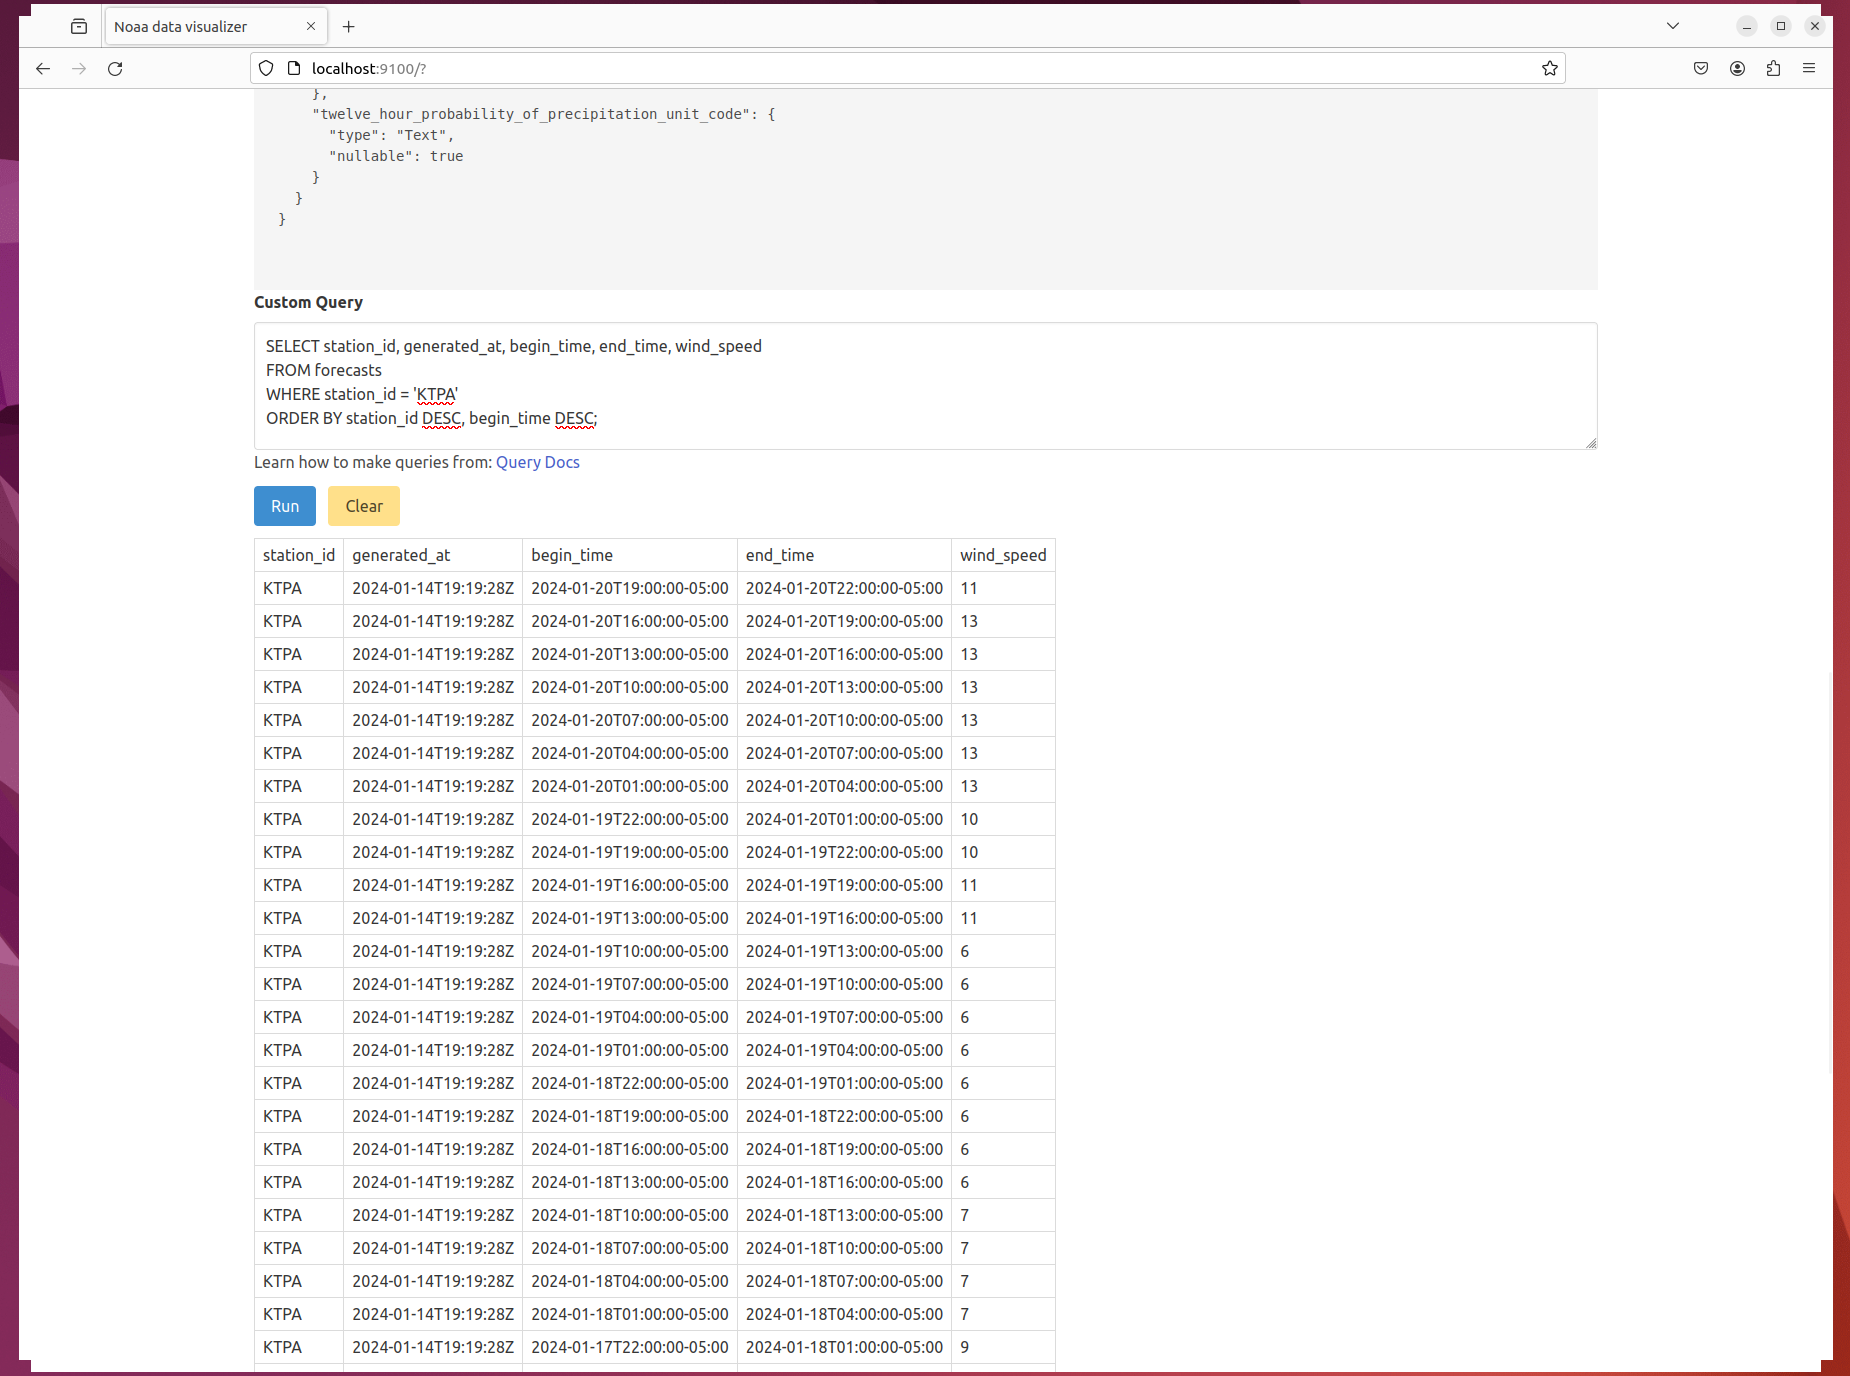 Noaa data visualizer
localhost:9100/?
},
"twelve_hour_probability_of_precipitation_unit_code": {
"type": "Text",
"nullable": true
}
}
}
Custom Query
SELECT station_id, generated_at, begin_time, end_time, wind_speed
FROM forecasts
WHERE station_id = 'KTPA'
ORDER BY station_id DESC, begin_time DESC;
Learn how to make queries from: Query Docs
Run Clear
station_id generated_at begin_time end_time wind_speed
KTPA 2024-01-14T19:19:28Z 2024-01-20T19:00:00-05:00 2024-01-20T22:00:00-05:00 11
KTPA 2024-01-14T19:19:28Z 2024-01-20T16:00:00-05:00 2024-01-20T19:00:00-05:00 13
KTPA 2024-01-14T19:19:28Z 2024-01-20T13:00:00-05:00 2024-01-20T16:00:00-05:00 13
KTPA 2024-01-14T19:19:28Z 2024-01-20T10:00:00-05:00 2024-01-20T13:00:00-05:00 13
KTPA 2024-01-14T19:19:28Z 2024-01-20T07:00:00-05:00 2024-01-20T10:00:00-05:00 13
KTPA 2024-01-14T19:19:28Z 2024-01-20T04:00:00-05:00 2024-01-20T07:00:00-05:00 13
KTPA 2024-01-14T19:19:28Z 2024-01-20T01:00:00-05:00 2024-01-20T04:00:00-05:00 13
KTPA 2024-01-14T19:19:28Z 2024-01-19T22:00:00-05:00 2024-01-20T01:00:00-05:00 10
KTPA 2024-01-14T19:19:28Z 2024-01-19T19:00:00-05:00 2024-01-19T22:00:00-05:00 10
KTPA 2024-01-14T19:19:28Z 2024-01-19T16:00:00-05:00 2024-01-19T19:00:00-05:00 11
KTPA 2024-01-14T19:19:28Z 2024-01-19T13:00:00-05:00 2024-01-19T16:00:00-05:00 11
KTPA 2024-01-14T19:19:28Z 2024-01-19T10:00:00-05:00 2024-01-19T13:00:00-05:00 6
KTPA 2024-01-14T19:19:28Z 2024-01-19T07:00:00-05:00 2024-01-19T10:00:00-05:00 6
KTPA 2024-01-14T19:19:28Z 2024-01-19T04:00:00-05:00 2024-01-19T07:00:00-05:00 6
KTPA 2024-01-14T19:19:28Z 2024-01-19T01:00:00-05:00 2024-01-19T04:00:00-05:00 6
KTPA 2024-01-14T19:19:28Z 2024-01-18T22:00:00-05:00 2024-01-19T01:00:00-05:00 6
KTPA 2024-01-14T19:19:28Z 2024-01-18T19:00:00-05:00 2024-01-18T22:00:00-05:00 6
KTPA 2024-01-14T19:19:28Z 2024-01-18T16:00:00-05:00 2024-01-18T19:00:00-05:00 6
KTPA 2024-01-14T19:19:28Z 2024-01-18T13:00:00-05:00 2024-01-18T16:00:00-05:00 6
KTPA 2024-01-14T19:19:28Z 2024-01-18T10:00:00-05:00 2024-01-18T13:00:00-05:00 7
KTPA 2024-01-14T19:19:28Z 2024-01-18T07:00:00-05:00 2024-01-18T10:00:00-05:00 7
KTPA 2024-01-14T19:19:28Z 2024-01-18T04:00:00-05:00 2024-01-18T07:00:00-05:00 7
KTPA 2024-01-14T19:19:28Z 2024-01-18T01:00:00-05:00 2024-01-18T04:00:00-05:00 7
KTPA 2024-01-14T19:19:28Z 2024-01-17T22:00:00-05:00 2024-01-18T01:00:00-05:00 9